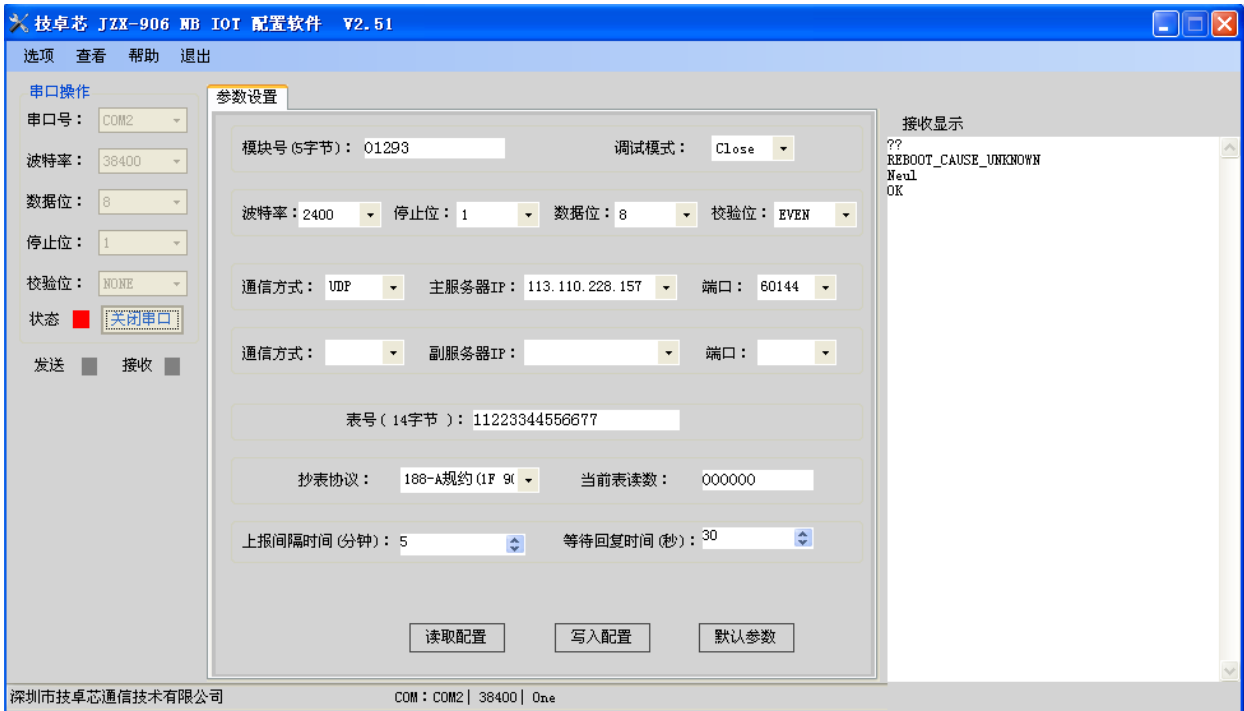 技卓芯 JZX-906 NB IOT 配置软件 V2.51
选项 查看 帮助 退出
串口操作
串口号： COM2
波特率： 38400
数据位： 8
停止位： 1
校验位： NONE
状态 关闭串口
发送 接收
参数设置
模块号(5字节)： 01293 调试模式： Close
波特率：2400 停止位：1 数据位：8 校验位：EVEN
通信方式： UDP 主服务器IP：113.110.228.157 端口： 60144
通信方式： 副服务器IP： 端口：
表号( 14字节 )：11223344556677
抄表协议： 188-A规约(1F 90 当前表读数： 000000
上报间隔时间(分钟)：5 等待回复时间(秒)：30
读取配置 写入配置 默认参数
接收显示
??
REBOOT_CAUSE_UNKNOWN
Neul
OK
深圳市技卓芯通信技术有限公司 COM：COM2| 38400| One